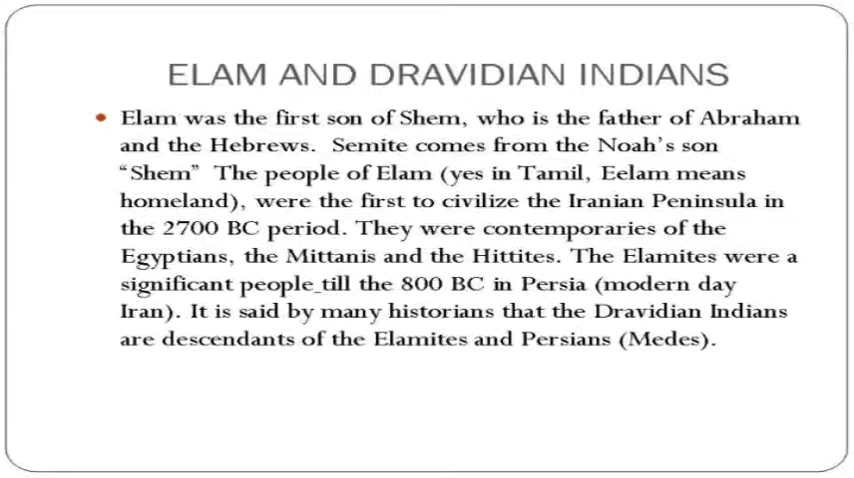 ELAM AND DRAVIDIAN INDIANS
• Elam was the first son of Shem, who is the father of Abraham
and the Hebrews. Semite comes from the Noah's son
"Shem" The people of Elam (yes in Tamil, Eelam means
homeland), were the first to civilize the Iranian Peninsula in
the 2700 BC period. They were contemporaries of the
Egyptians, the Mittanis and the Hittites. The Elamites were a
significant people till the 800 BC in Persia (modern day
Iran). It is said by many historians that the Dravidian Indians
are descendants of the Elamites and Persians (Medes).